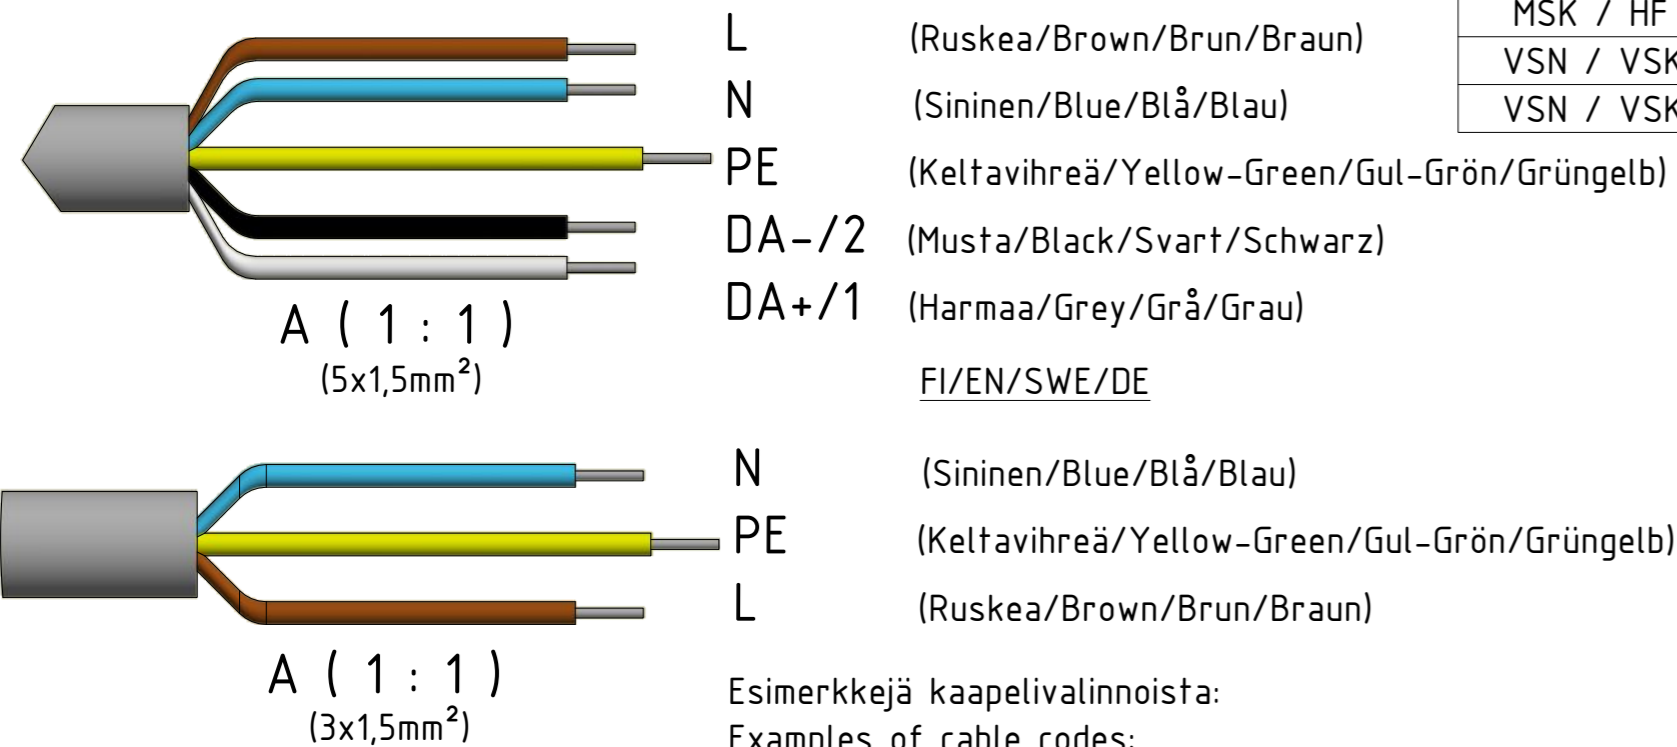 L (Ruskea/Brown/Brun/Braun)
MSK / HF
N (Sininen/Blue/Blå/Blau)
VSN / VSK
VSN / VSK
PE (Keltavihreä/Yellow-Green/Gul-Grön/Grüngelb)
DA-/2 (Musta/Black/Svart/Schwarz)
DA+/1 (Harmaa/Grey/Grå/Grau)
A ( 1 : 1 )
(5x1,5mm²)
FI/EN/SWE/DE
N (Sininen/Blue/Blå/Blau)
PE (Keltavihreä/Yellow-Green/Gul-Grön/Grüngelb)
L (Ruskea/Brown/Brun/Braun)
A ( 1 : 1 )
(3x1,5mm²)
Esimerkkejä kaapelivalinnoista:
Examples of cable codes: